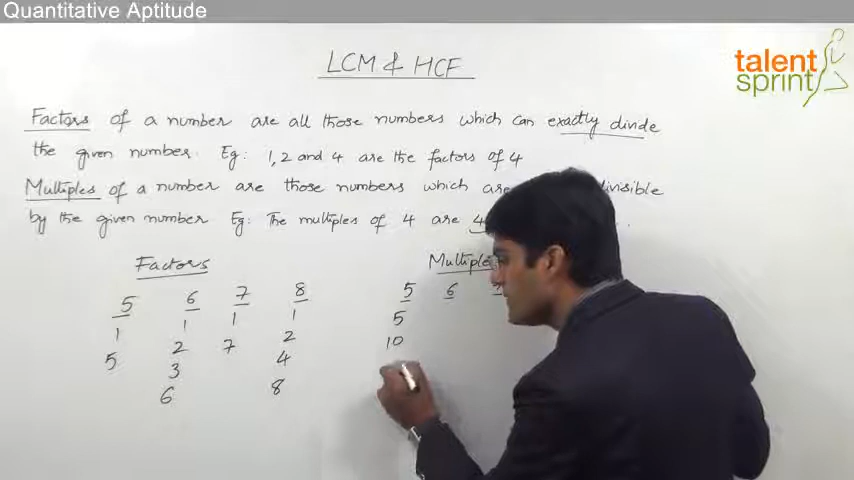 Quantitative Aptitude
talent
sprint
LCM & HCF
Factors of a number are all those numbers which can exactly divide
the given number. Eg: 1, 2 and 4 are the factors of 4
Multiples of a number are those numbers which are divisible
by the given number Eg: The multiples of 4 are 4
Factors Multiple
5 6 7 8 5 6 7
1 1 1 1 5
5 2 7 2 10
3 4
6 8